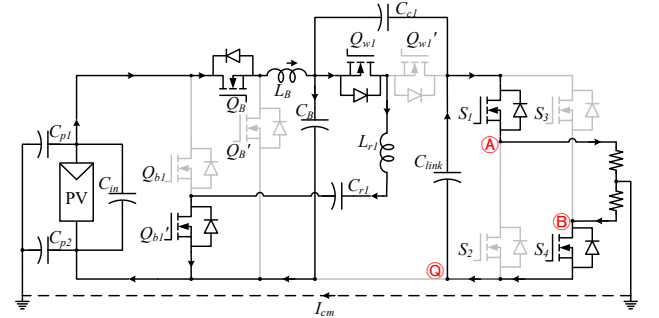 C_c1
Q_w1
Q_w1'
Q_B
L_B
C_B
Q_B'
S_1
S_3
C_p1
L_r1
A
C_link
PV
C_in
Q_b1
C_r1
B
Q_b1'
C_p2
S_2
S_4
Q
I_cm